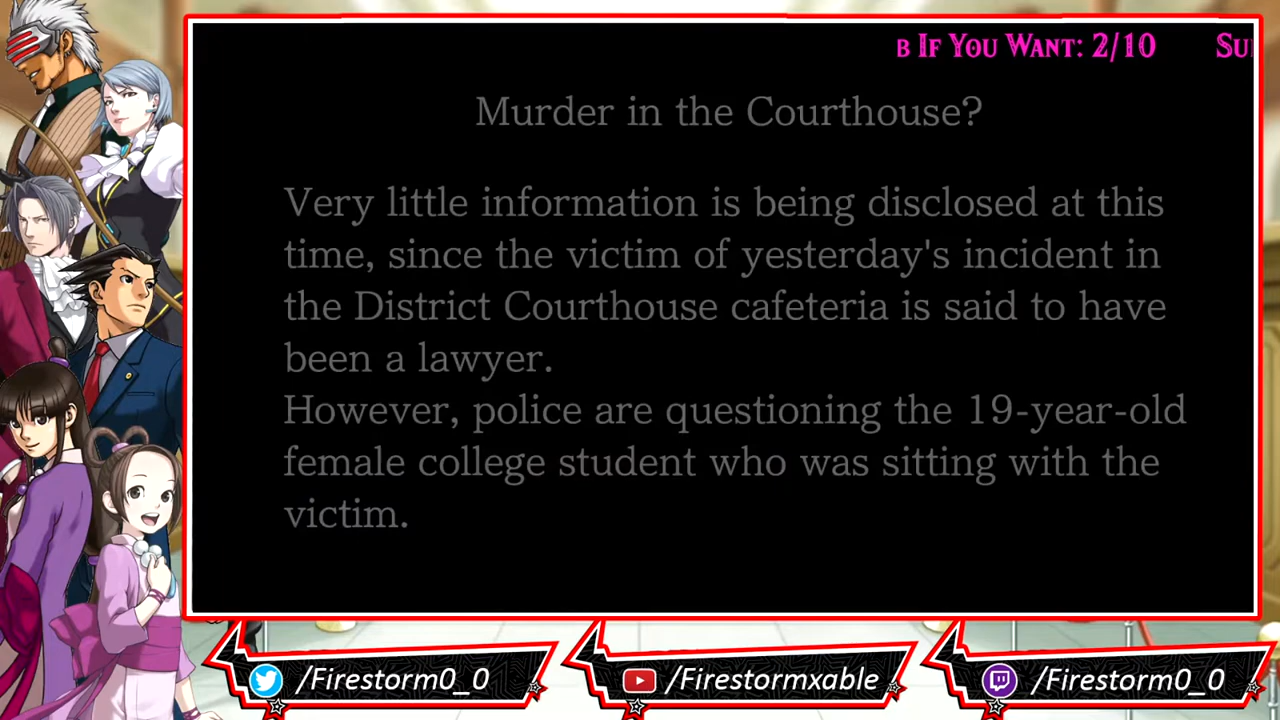 B IF YOU WANT: 2/10
Murder in the Courthouse?
Very little information is being disclosed at this
time, since the victim of yesterday's incident in
the District Courthouse cafeteria is said to have
been a lawyer.
However, police are questioning the 19-year-old
female college student who was sitting with the
victim.
/Firestorm0_0
/Firestormxable
/Firestorm0_0